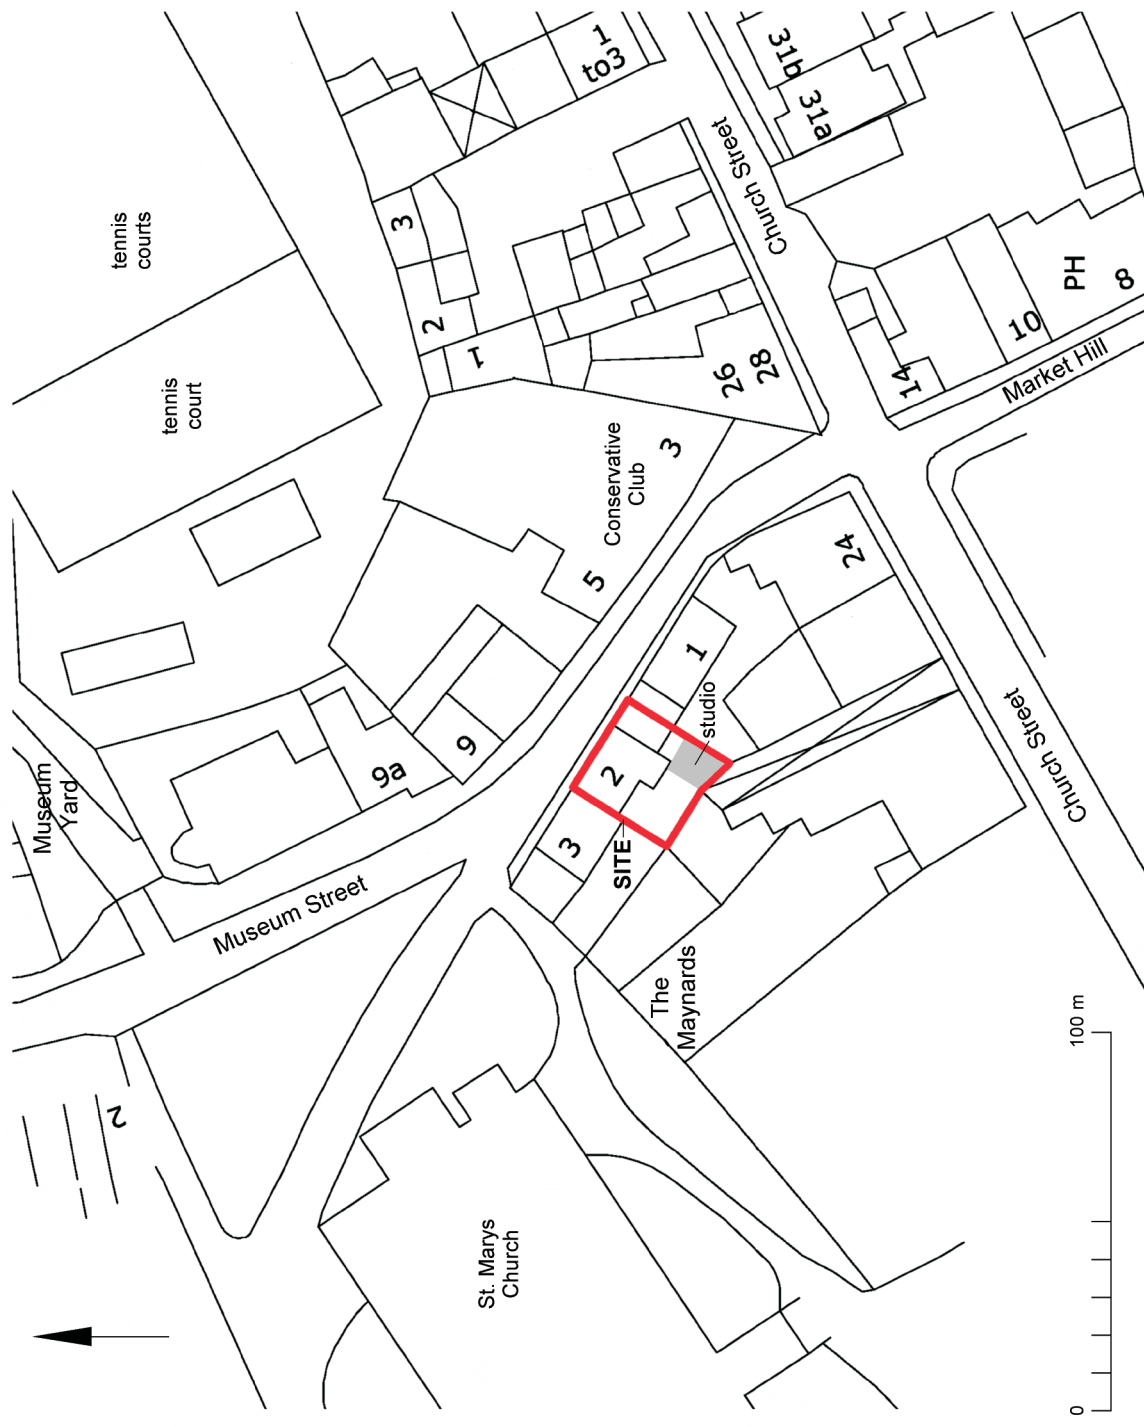 Museum
Yard
2
tennis
courts
tennis
court
Museum Street
9a
9
3
2
1
1
to3
St. Marys
Church
5
Conservative
Club
3
3
2
1
SITE
studio
The
Maynards
26
28
Church Street
31b
31a
24
14
10
PH
8
Market Hill
Church Street
0
100 m